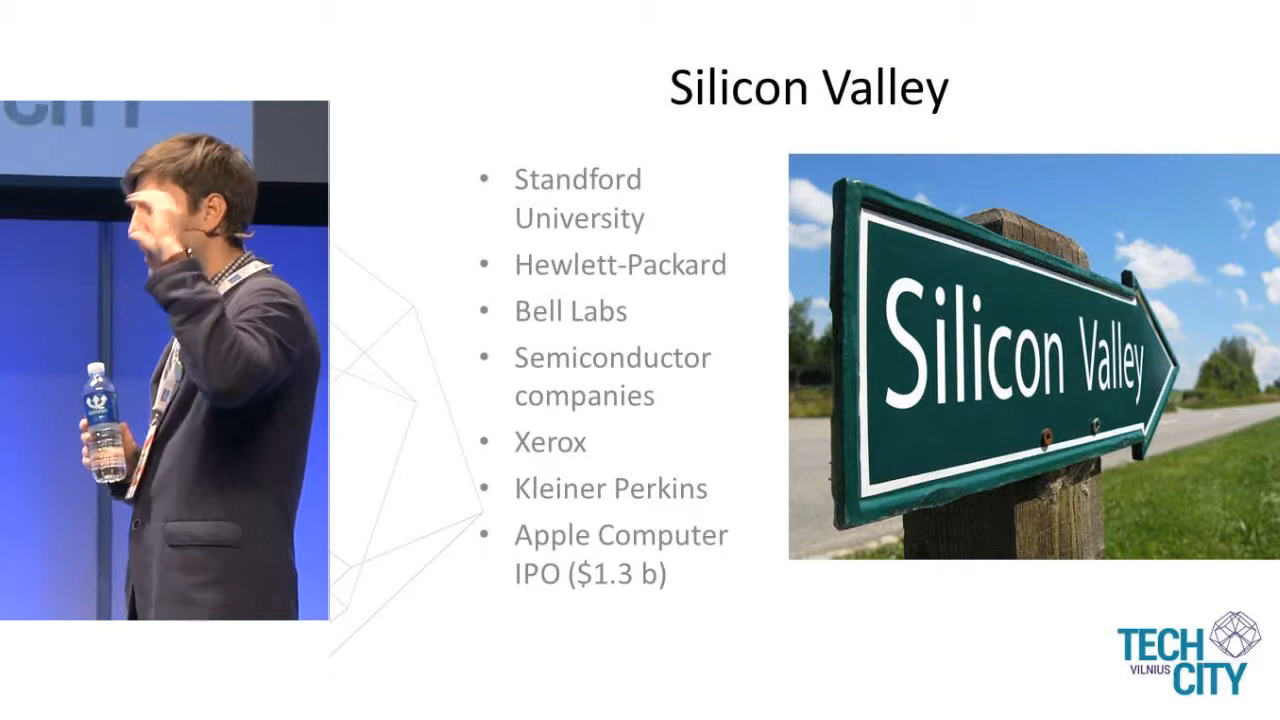 Silicon Valley
CITY
• Standford
University
• Hewlett-Packard
• Bell Labs
• Semiconductor
companies
• Xerox
• Kleiner Perkins
• Apple Computer
IPO ($1.3 b)
Silicon Valley
TECH
VILNIUS CITY